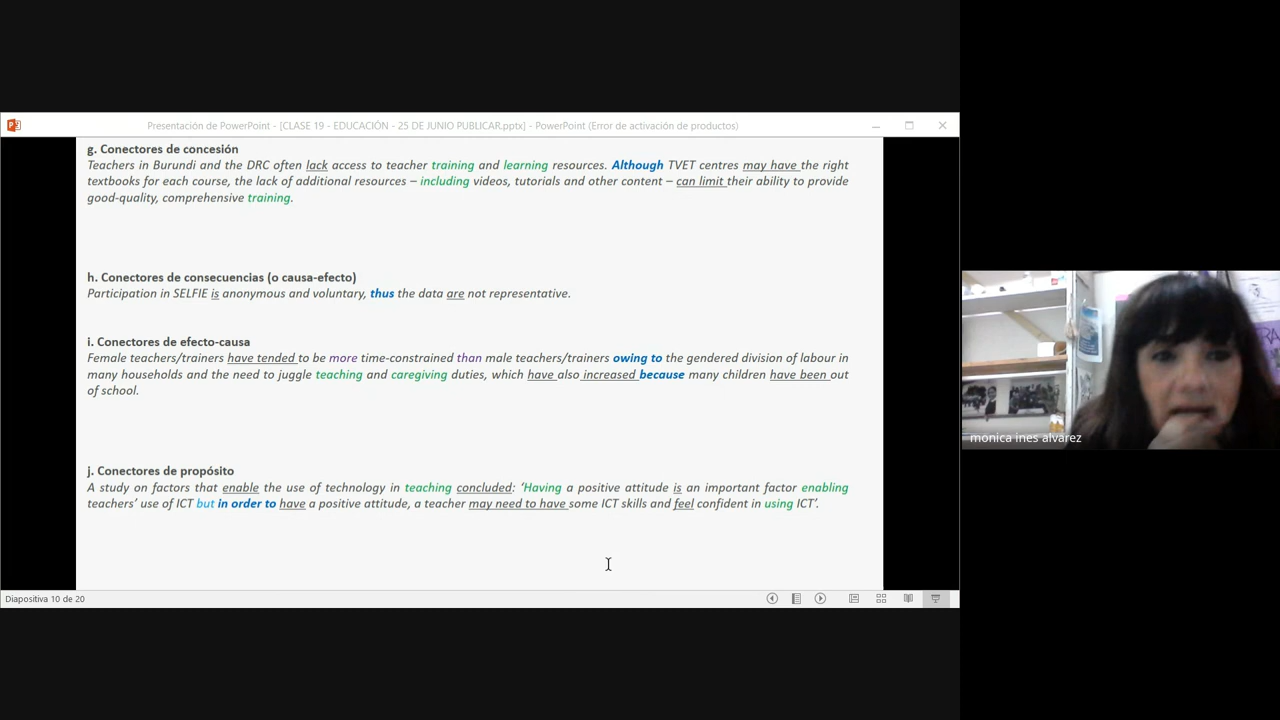 Presentación de PowerPoint - [CLASE 19 - EDUCACIÓN - 25 DE JUNIO PUBLICAR.pptx] - PowerPoint (Error de activación de productos)
g. Conectores de concesión
Teachers in Burundi and the DRC often lack access to teacher training and learning resources. Although TVET centres may have the right
textbooks for each course, the lack of additional resources – including videos, tutorials and other content – can limit their ability to provide
good-quality, comprehensive training.
h. Conectores de consecuencias (o causa-efecto)
Participation in SELFIE is anonymous and voluntary, thus the data are not representative.
i. Conectores de efecto-causa
Female teachers/trainers have tended to be more time-constrained than male teachers/trainers owing to the gendered division of labour in
many households and the need to juggle teaching and caregiving duties, which have also increased because many children have been out
of school.
j. Conectores de propósito
A study on factors that enable the use of technology in teaching concluded: ‘Having a positive attitude is an important factor enabling
teachers’ use of ICT but in order to have a positive attitude, a teacher may need to have some ICT skills and feel confident in using ICT’.
Diapositiva 10 de 20
monica ines alvarez